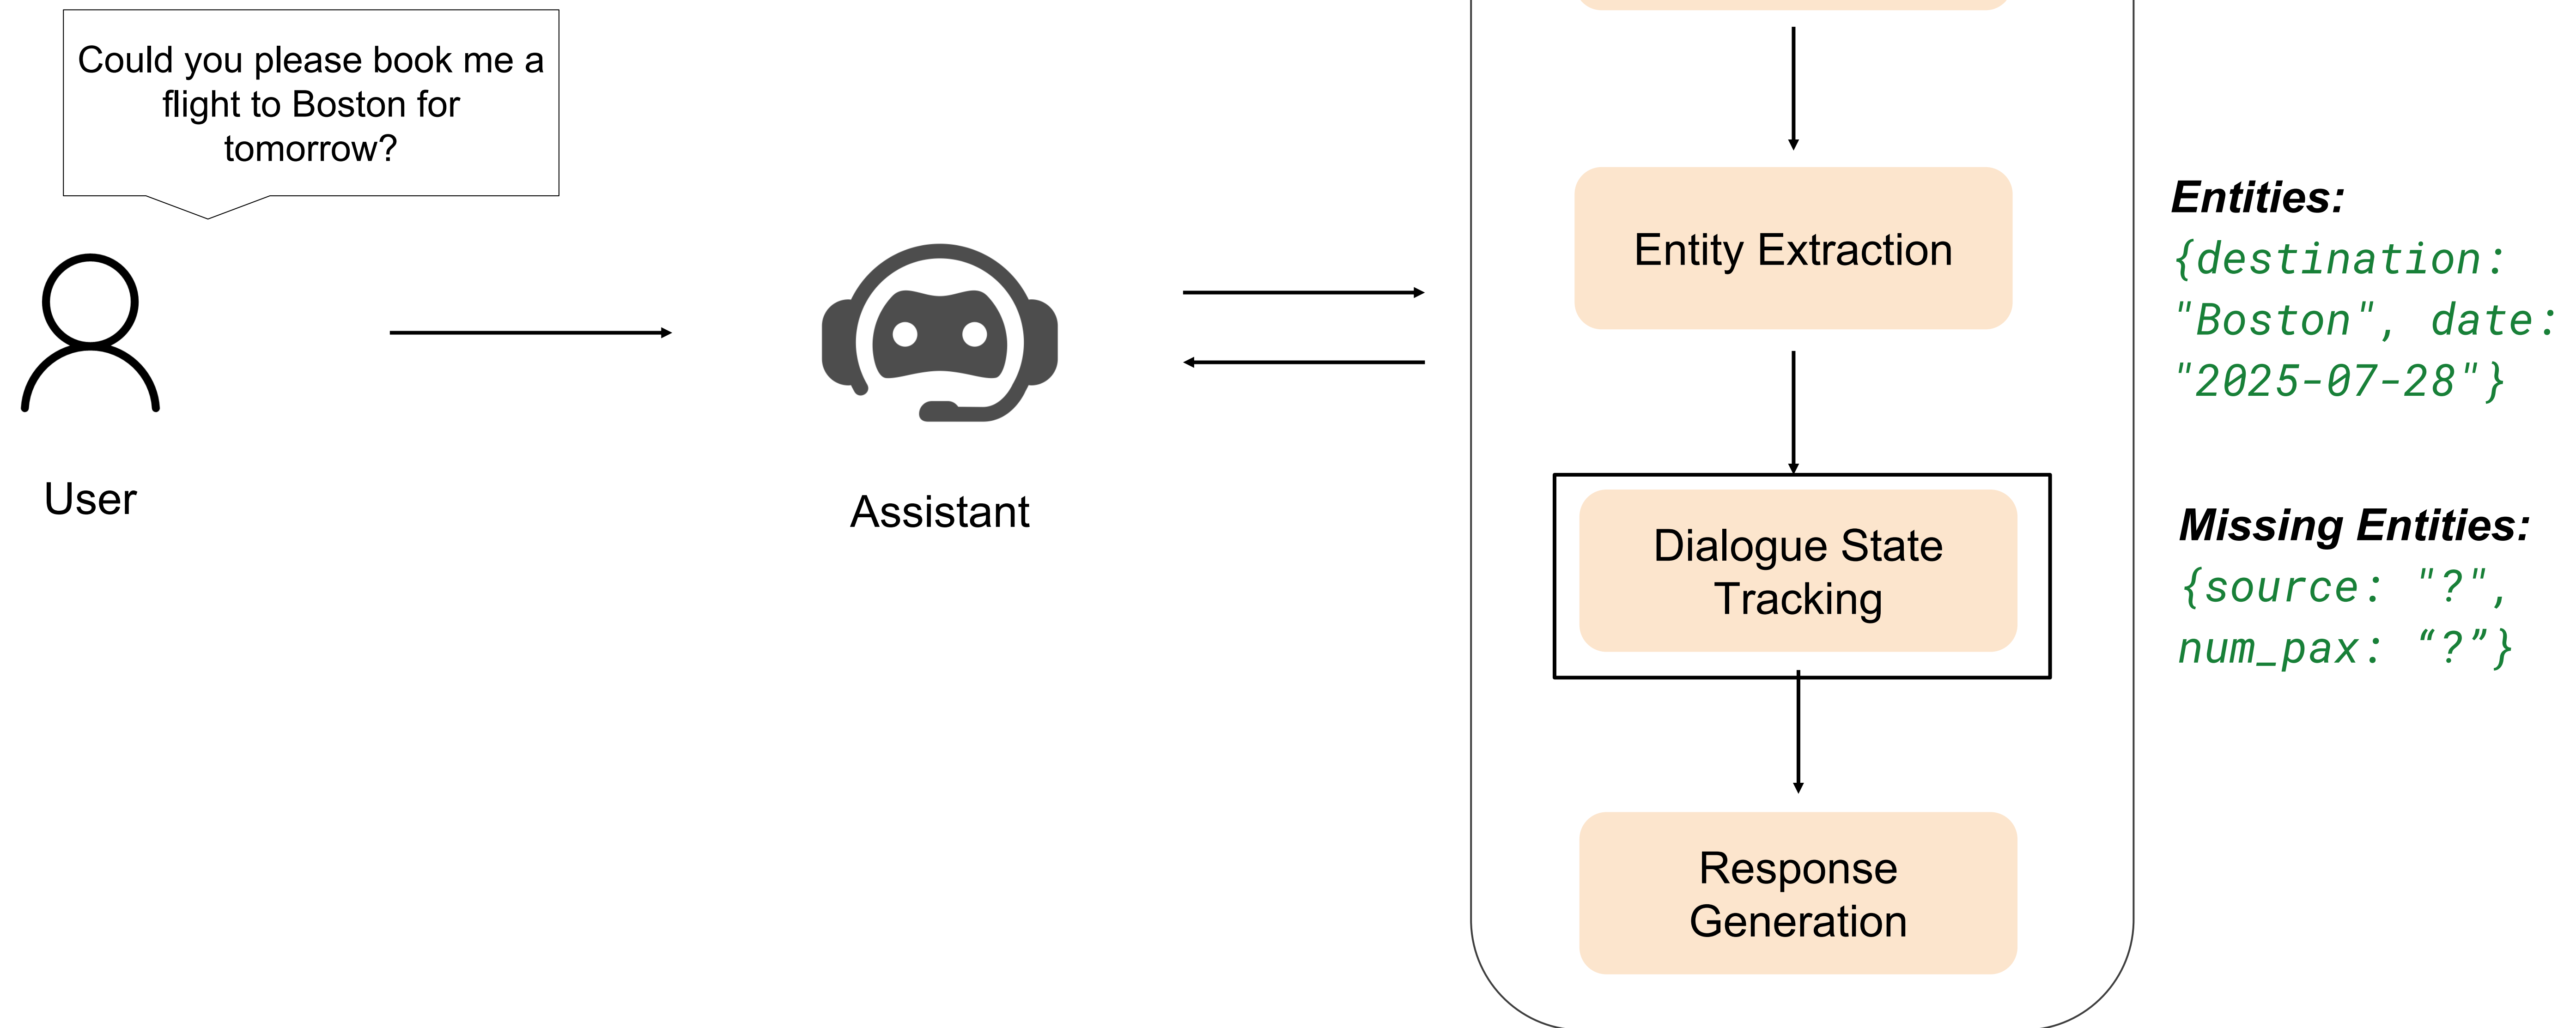 Could you please book me a
flight to Boston for
tomorrow?
User
Assistant
Entity Extraction
Dialogue State
Tracking
Response
Generation
Entities:
{destination:
"Boston", date:
"2025-07-28"}
Missing Entities:
{source: "?",
num_pax: “?”}